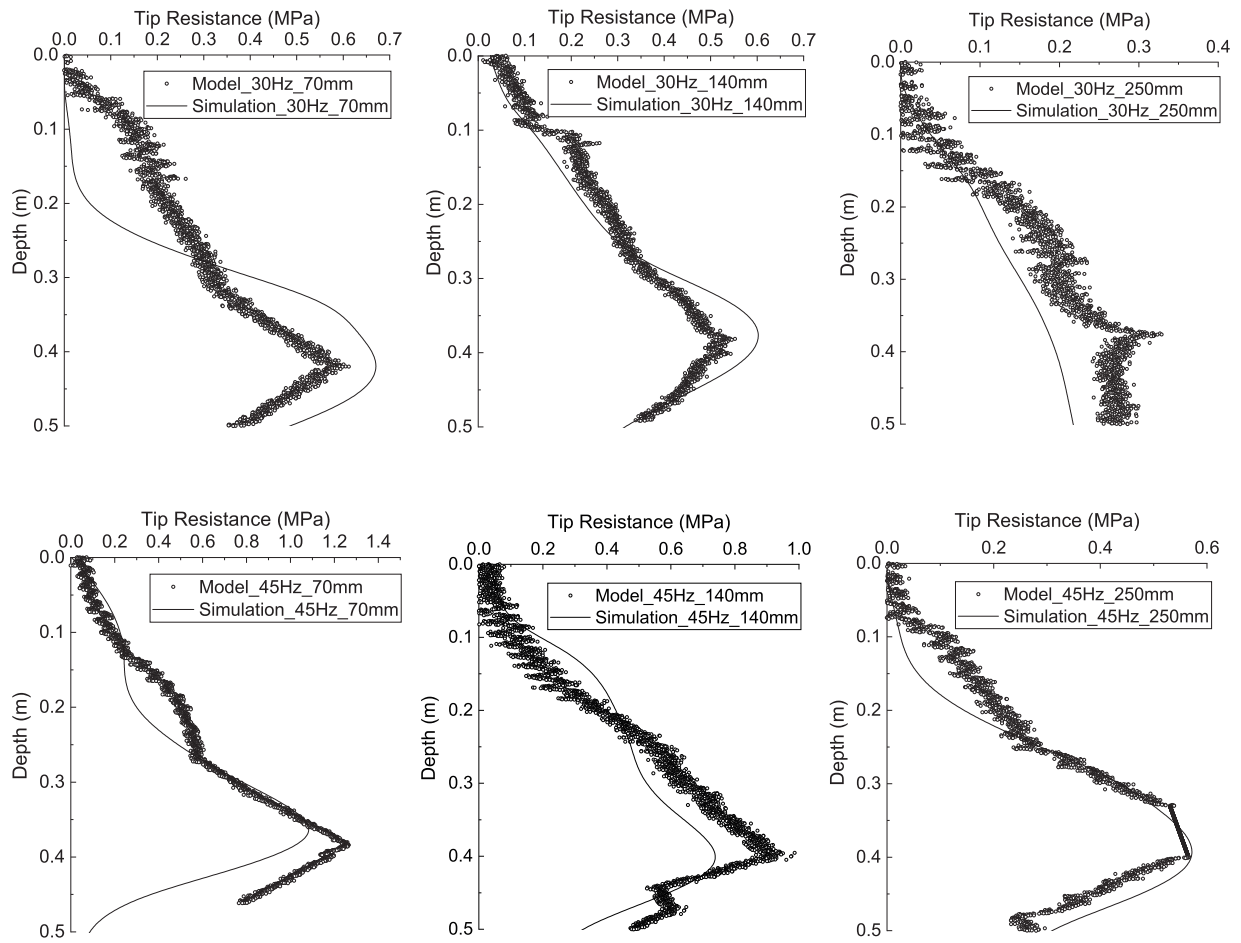 Tip Resistance (MPa)
0.0 0.1 0.2 0.3 0.4 0.5 0.6 0.7
0.0
0.1
0.2
0.3
0.4
0.5
Depth (m)
Model_30Hz_70mm
Simulation_30Hz_70mm
Tip Resistance (MPa)
0.0 0.1 0.2 0.3 0.4 0.5 0.6 0.7
0.0
0.1
0.2
0.3
0.4
0.5
Depth (m)
Model_30Hz_140mm
Simulation_30Hz_140mm
Tip Resistance (MPa)
0.0 0.1 0.2 0.3 0.4
0.0
0.1
0.2
0.3
0.4
0.5
Depth (m)
Model_30Hz_250mm
Simulation_30Hz_250mm
Tip Resistance (MPa)
0.0 0.2 0.4 0.6 0.8 1.0 1.2 1.4
0.0
0.1
0.2
0.3
0.4
0.5
Depth (m)
Model_45Hz_70mm
Simulation_45Hz_70mm
Tip Resistance (MPa)
0.0 0.2 0.4 0.6 0.8 1.0
0.0
0.1
0.2
0.3
0.4
0.5
Depth (m)
Model_45Hz_140mm
Simulation_45Hz_140mm
Tip Resistance (MPa)
0.0 0.2 0.4 0.6
0.0
0.1
0.2
0.3
0.4
0.5
Depth (m)
Model_45Hz_250mm
Simulation_45Hz_250mm